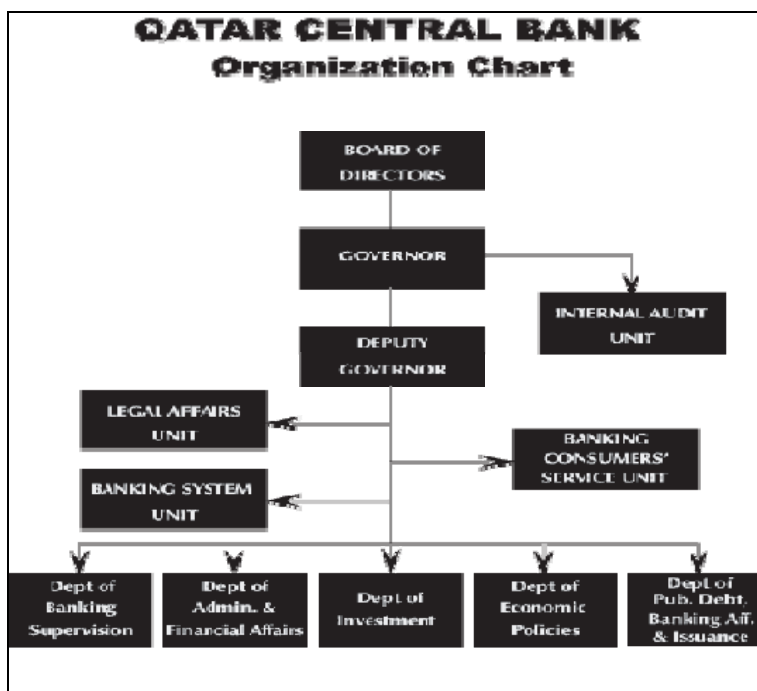 QATAR CENTRAL BANK
Organization Chart
BOARD OF
DIRECTORS
GOVERNOR
INTERNAL AUDIT
UNIT
DEPUTY
GOVERNOR
LEGAL AFFAIRS
UNIT
BANKING
CONSUMERS'
SERVICE UNIT
BANKING SYSTEM
UNIT
Dept of
Banking
Supervision
Dept of
Admin. &
Financial Affairs
Dept of
Investment
Dept of
Economic
Policies
Dept of
Pub. Debt,
Banking Aff.
& Issuance